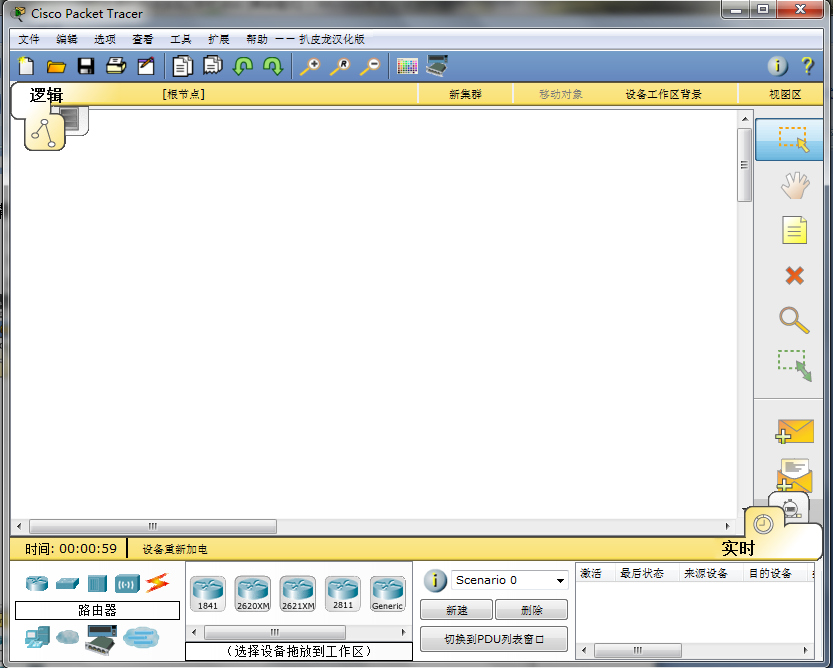 Cisco Packet Tracer
文件 编辑 选项 查看 工具 扩展 帮助 一一 扒皮龙汉化版
逻辑 [根节点] 新集群 移动对象 设备工作区背景 视图区
时间: 00:00:59 设备重新加电 实时
路由器
1841 2620XM 2621XM 2811 Generic
(选择设备拖放到工作区)
Scenario 0
新建 删除
切换到PDU列表窗口
激活 最后状态 来源设备 目的设备